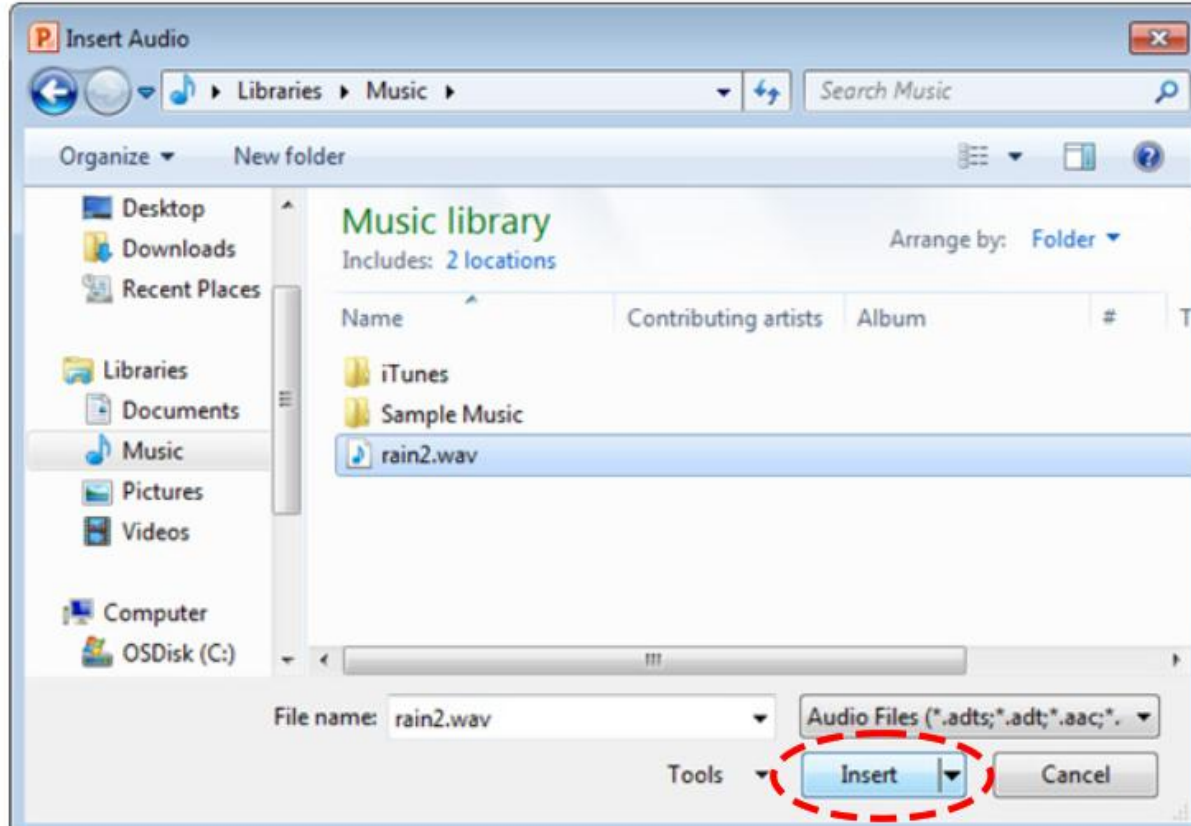 Insert Audio
Libraries Music
Search Music
Organize New folder
Desktop
Downloads
Recent Places
Libraries
Documents
Music
Pictures
Videos
Computer
OSDisk (C:)
Music library
Includes: 2 locations
Arrange by: Folder
Name Contributing artists Album # T
iTunes
Sample Music
rain2.wav
File name: rain2.wav
Audio Files (*.adts;*.adt;*.aac;*.
Tools Insert Cancel